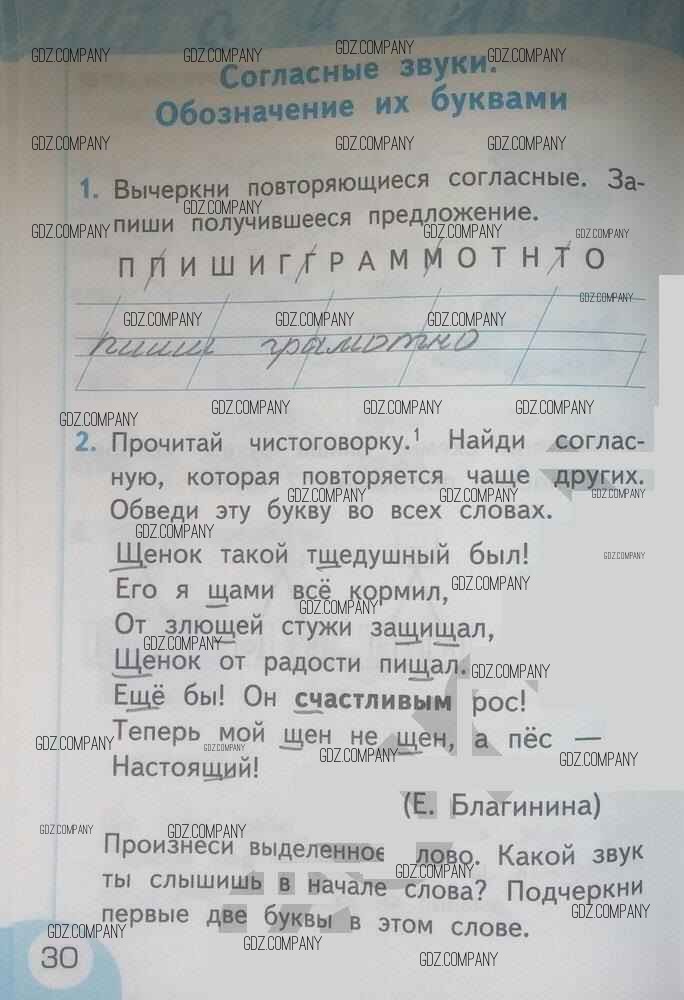 Согласные звуки.
Обозначение их буквами
1. Вычеркни повторяющиеся согласные. За-
пиши получившееся предложение.
ППИШИГГРАММОТНТО
пиши грамотно
2. Прочитай чистоговорку.¹ Найди соглас-
ную, которая повторяется чаще других.
Обведи эту букву во всех словах.
Щенок такой тщедушный был!
Его я щами всё кормил,
От злющей стужи защищал,
Щенок от радости пищал.
Ещё бы! Он счастливым рос!
Теперь мой щен не щен, а пёс —
Настоящий!
(Е. Благинина)
Произнеси выделенное лово. Какой звук
ты слышишь в начале слова? Подчеркни
первые две буквы в этом слове.
30
GDZ.COMPANY